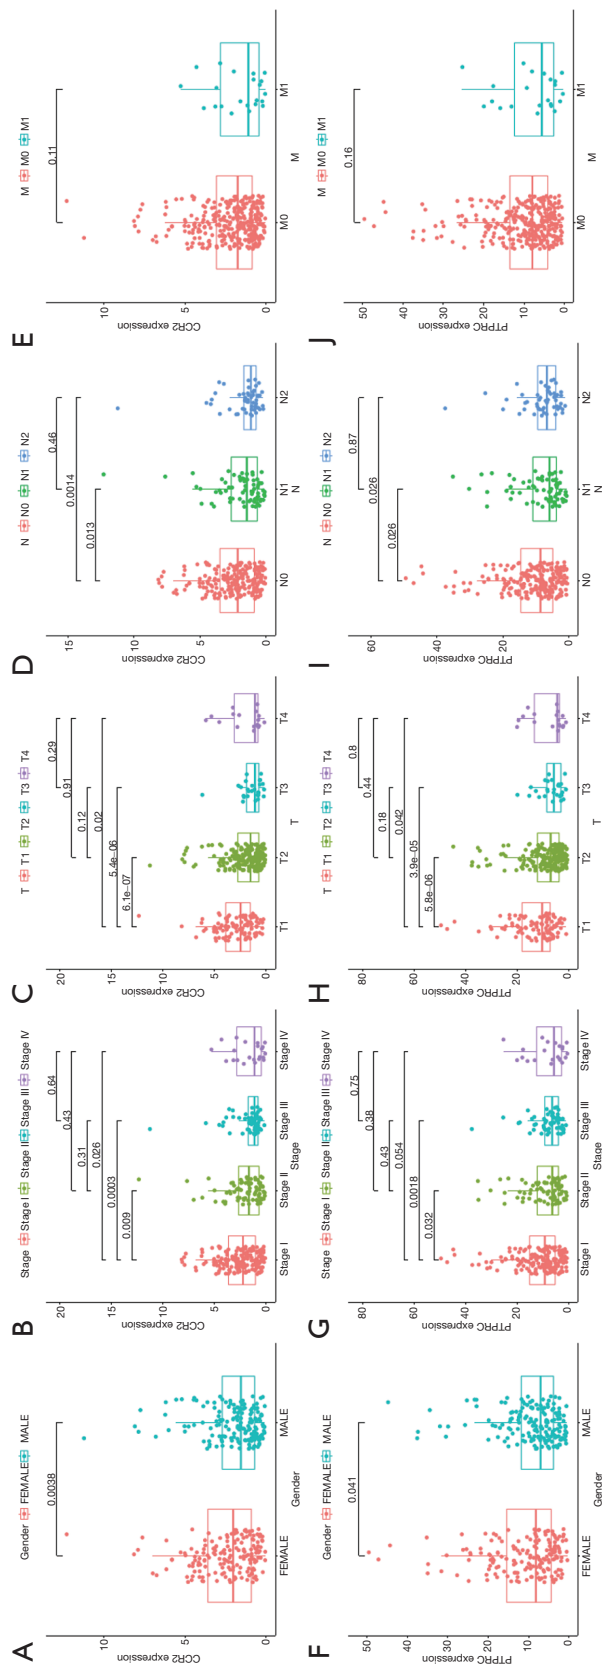 A
Gender FEMALE MALE
0.0038
10
5
0
CCR2 expression
FEMALE MALE
Gender
B
Stage Stage I Stage II Stage III Stage IV
0.64
0.43
0.31
0.026
0.0003
0.009
20
15
10
5
0
CCR2 expression
Stage I Stage II Stage III Stage IV
Stage
C
T T1 T2 T3 T4
0.29
0.91
0.12
0.02
5.4e−06
6.1e−07
20
15
10
5
0
CCR2 expression
T1 T2 T3 T4
T
D
N N0 N1 N2
0.46
0.0014
0.013
15
10
5
0
CCR2 expression
N0 N1 N2
N
E
M M0 M1
0.11
10
5
0
CCR2 expression
M0 M1
M
F
Gender FEMALE MALE
0.041
50
40
30
20
10
0
PTPRC expression
FEMALE MALE
Gender
G
Stage Stage I Stage II Stage III Stage IV
0.75
0.38
0.43
0.054
0.0018
0.032
80
60
40
20
0
PTPRC expression
Stage I Stage II Stage III Stage IV
Stage
H
T T1 T2 T3 T4
0.8
0.44
0.18
0.042
3.9e−05
5.8e−06
80
60
40
20
0
PTPRC expression
T1 T2 T3 T4
T
I
N N0 N1 N2
0.87
0.026
0.026
60
40
20
0
PTPRC expression
N0 N1 N2
N
J
M M0 M1
0.16
50
40
30
20
10
0
PTPRC expression
M0 M1
M